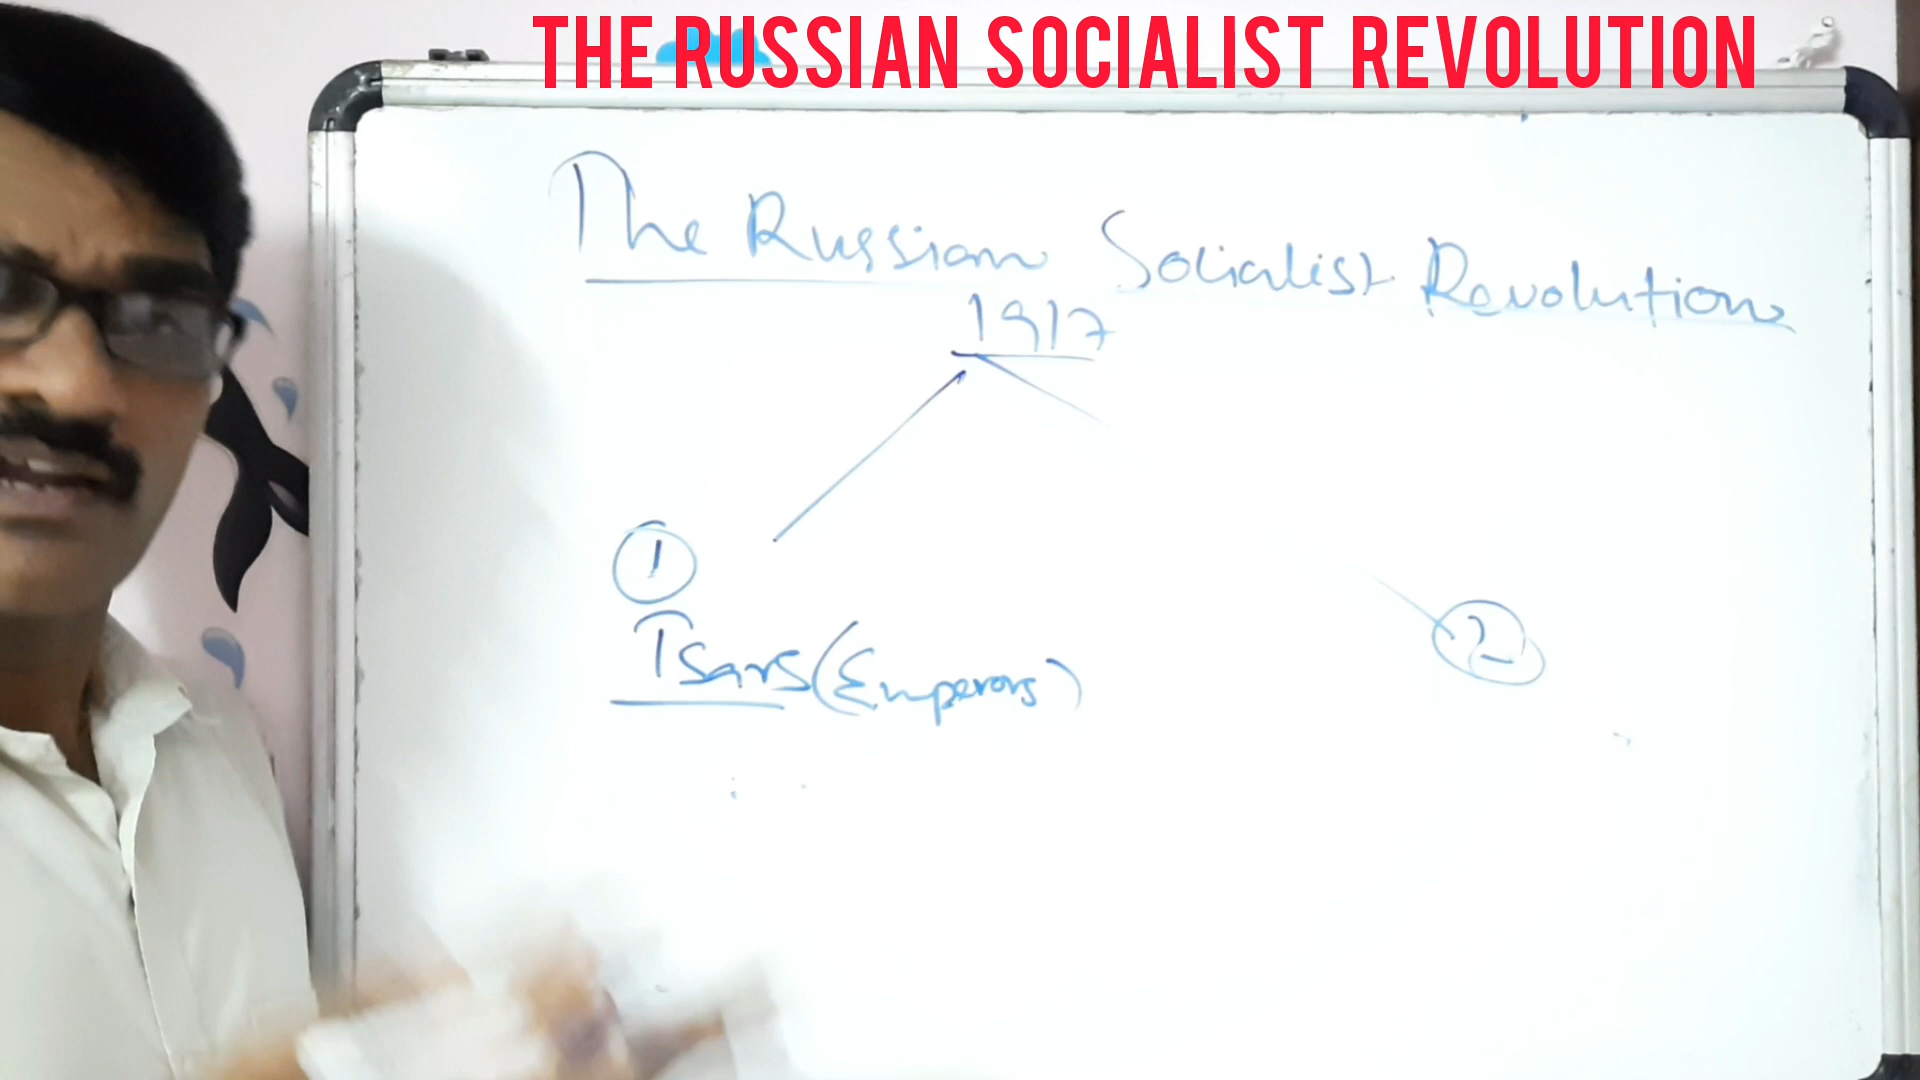 THE RUSSIAN SOCIALIST REVOLUTION
The Russian Socialist Revolution
1917
1
Tsars (Emperors)
2